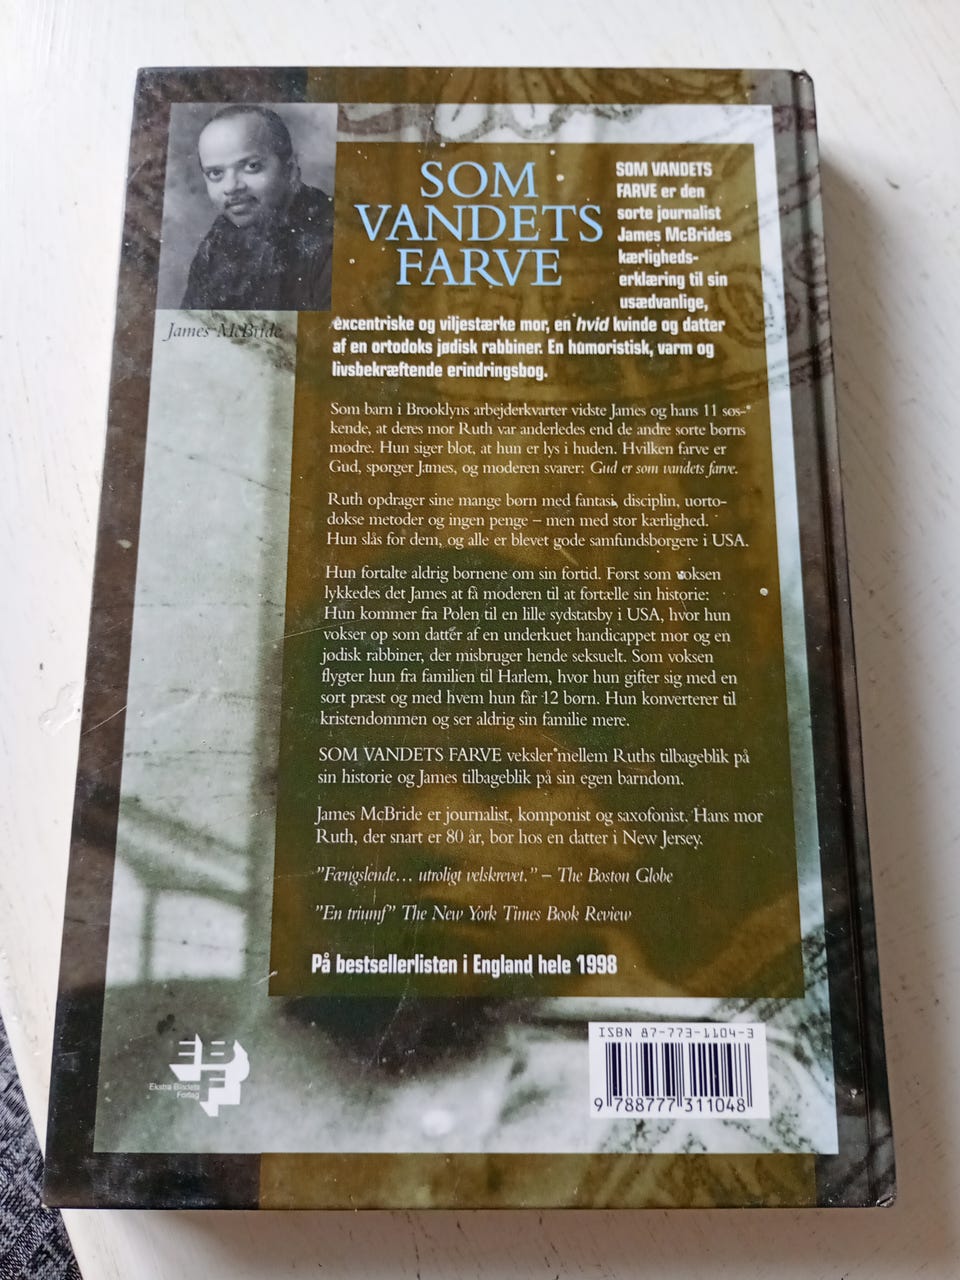 James McBride
SOM
VANDETS
FARVE
SOM VANDETS
FARVE er den
sorte journalist
James McBrides
kærligheds-
erklæring til sin
usædvanlige,
excentriske og viljestærke mor, en hvid kvinde og datter
af en ortodoks jødisk rabbiner. En humoristisk, varm og
livsbekræftende erindringsbog.
Som barn i Brooklyns arbejderkvarter vidste James og hans 11 søs-
kende, at deres mor Ruth var anderledes end de andre sorte børns
mødre. Hun siger blot, at hun er lys i huden. Hvilken farve er
Gud, spørger James, og moderen svarer: Gud er som vandets farve.
Ruth opdrager sine mange børn med fantasi, disciplin, uorto-
dokse metoder og ingen penge – men med stor kærlighed.
Hun slås for dem, og alle er blevet gode samfundsborgere i USA.
Hun fortalte aldrig børnene om sin fortid. Først som voksen
lykkedes det James at få moderen til at fortælle sin historie:
Hun kommer fra Polen til en lille sydstatsby i USA, hvor hun
vokser op som datter af en underkuet handicappet mor og en
jødisk rabbiner, der misbruger hende seksuelt. Som voksen
flygter hun fra familien til Harlem, hvor hun gifter sig med en
sort præst og med hvem hun får 12 børn. Hun konverterer til
kristendommen og ser aldrig sin familie mere.
SOM VANDETS FARVE veksler mellem Ruths tilbageblik på
sin historie og James tilbageblik på sin egen barndom.
James McBride er journalist, komponist og saxofonist. Hans mor
Ruth, der snart er 80 år, bor hos en datter i New Jersey.
"Fængslende... utroligt velskrevet." – The Boston Globe
"En triumf" The New York Times Book Review
På bestsellerlisten i England hele 1998
EBF
Ekstra Bladets
Forlag
ISBN 87-773-1104-3
9 788777 311048